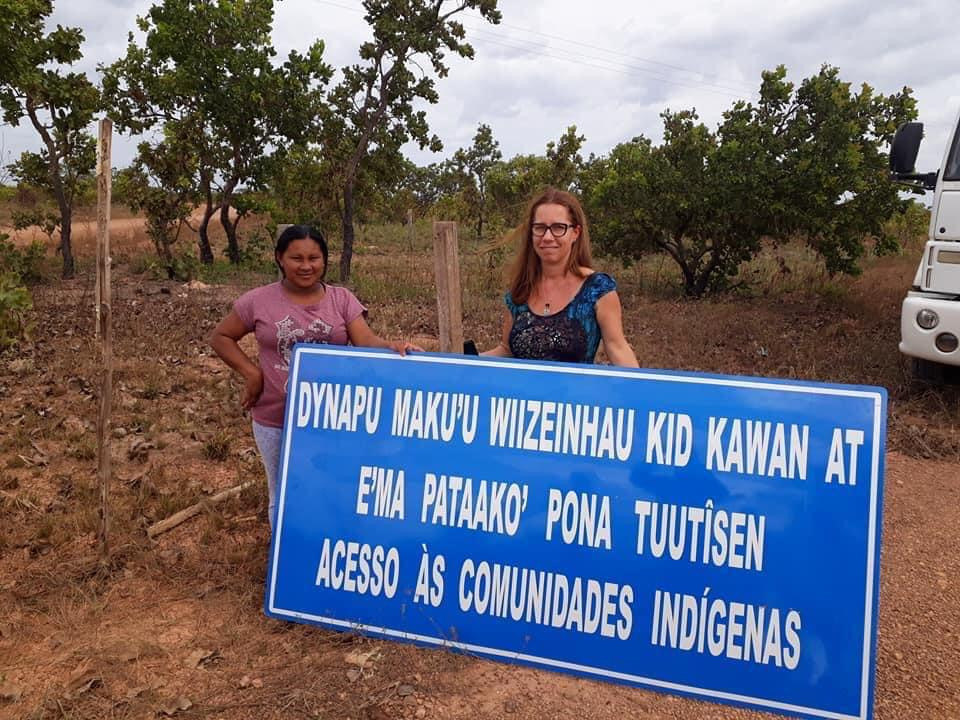 DYNAPU MAKU'U WIIZEINHAU KID KAWAN AT
E'MA PATAAKO' PONA TUUTÎSEN
ACESSO ÀS COMUNIDADES INDÍGENAS